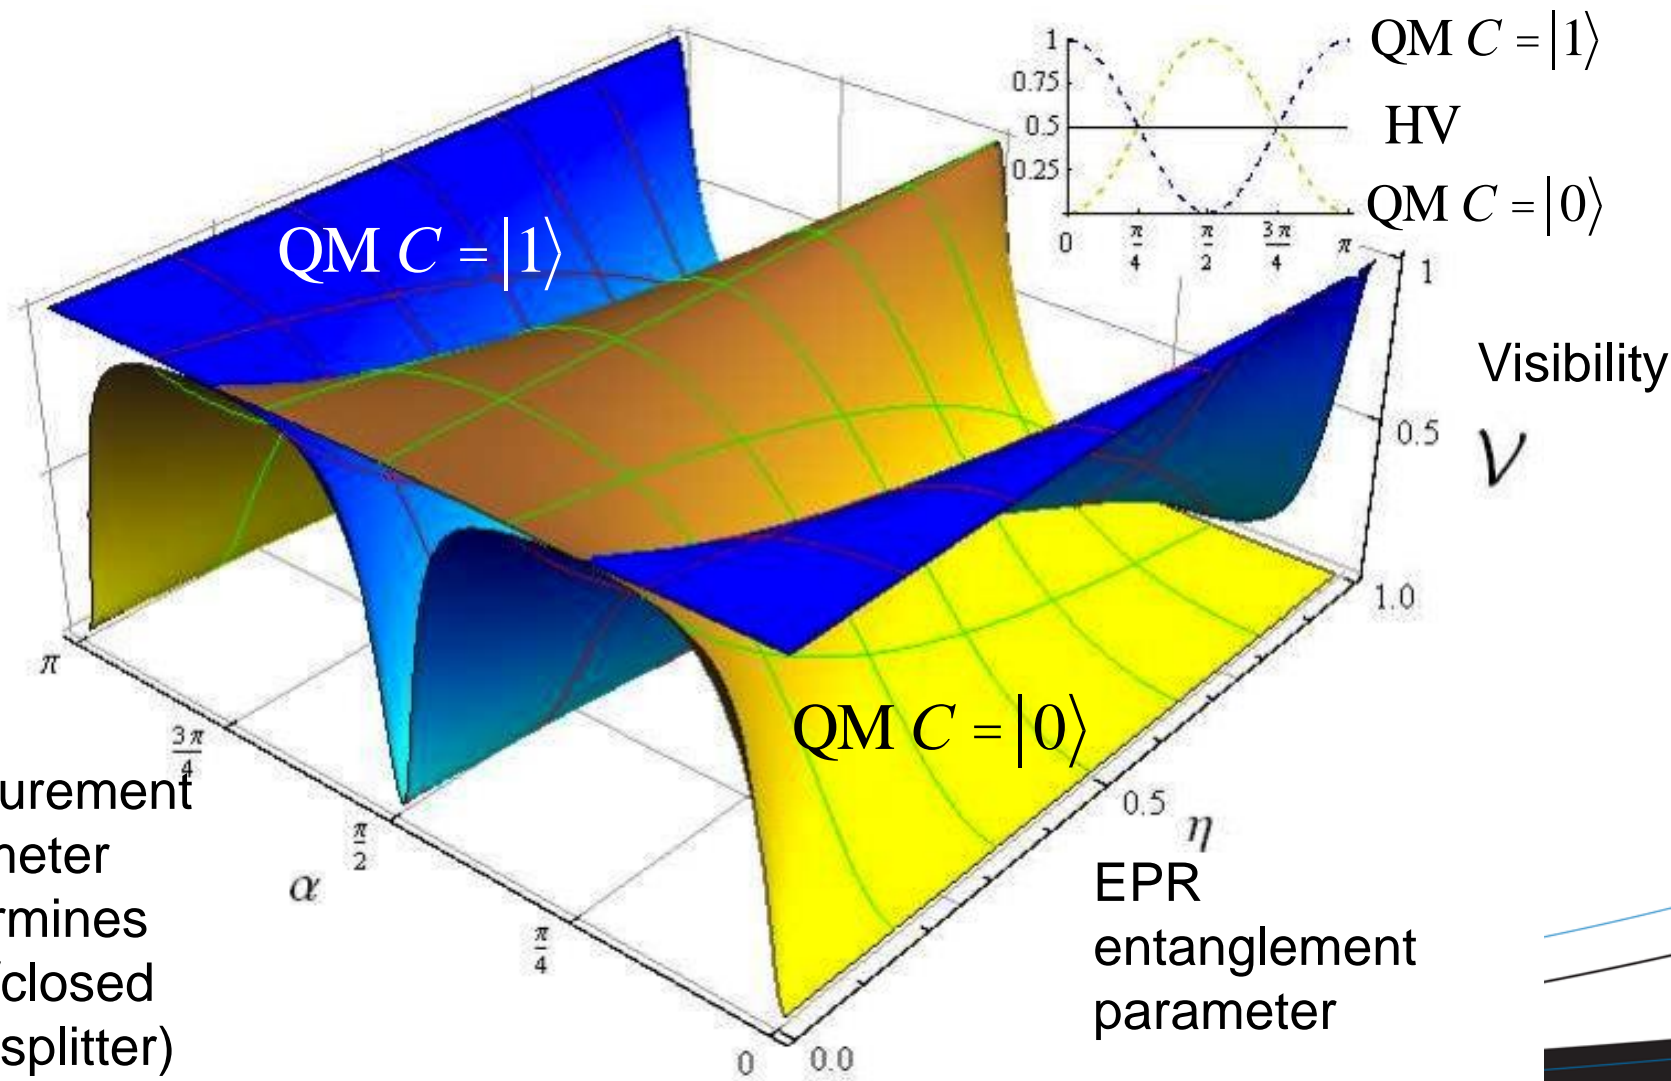 1
0.75
0.5
0.25
0
π/4
π/2
3π/4
π
QM C = |1⟩
HV
QM C = |0⟩
QM C = |1⟩
QM C = |0⟩
1
0.5
1.0
Visibility
𝒱
π
3π/4
π/2
π/4
0
α
0.0
0.5
η
urement
neter
rmines
closed
splitter)
EPR
entanglement
parameter